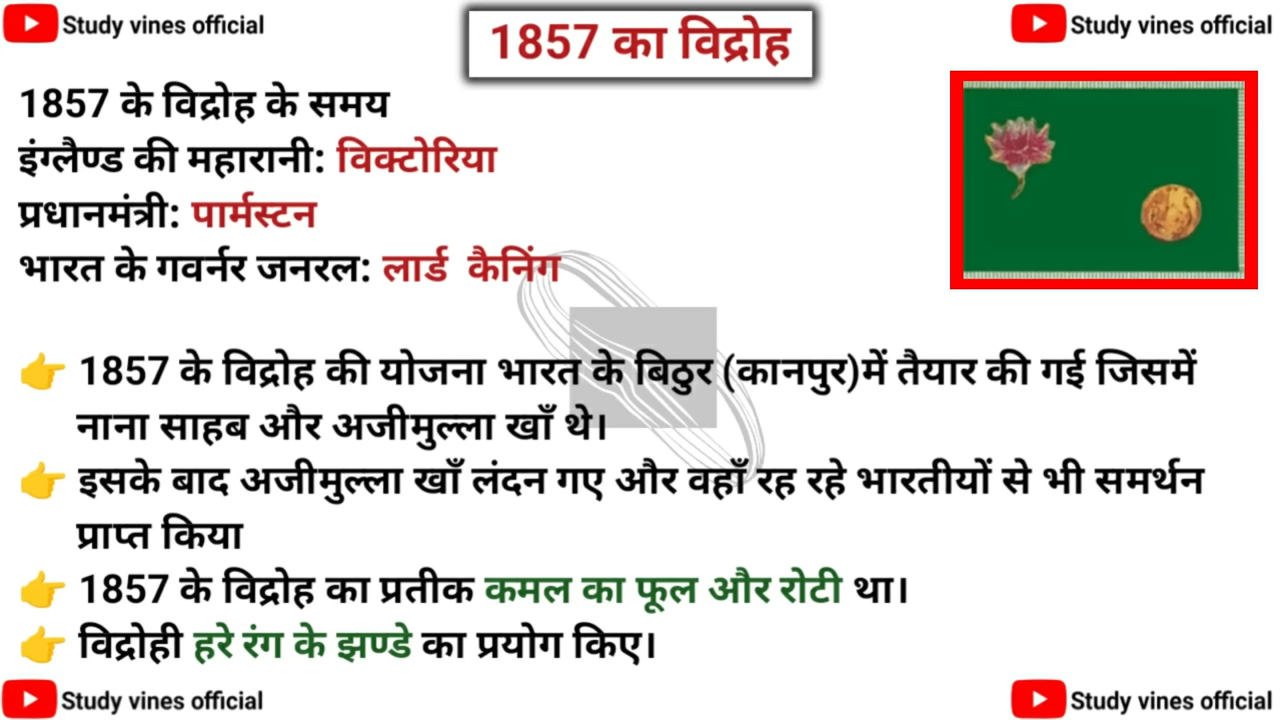 Study vines official
1857 का विद्रोह
Study vines official
1857 के विद्रोह के समय
इंग्लैण्ड की महारानी: विक्टोरिया
प्रधानमंत्री: पार्मस्टन
भारत के गवर्नर जनरल: लार्ड कैनिंग
👉 1857 के विद्रोह की योजना भारत के बिठुर (कानपुर)में तैयार की गई जिसमें
नाना साहब और अजीमुल्ला खाँ थे।
👉 इसके बाद अजीमुल्ला खाँ लंदन गए और वहाँ रह रहे भारतीयों से भी समर्थन
प्राप्त किया
👉 1857 के विद्रोह का प्रतीक कमल का फूल और रोटी था।
👉 विद्रोही हरे रंग के झण्डे का प्रयोग किए।
Study vines official
Study vines official